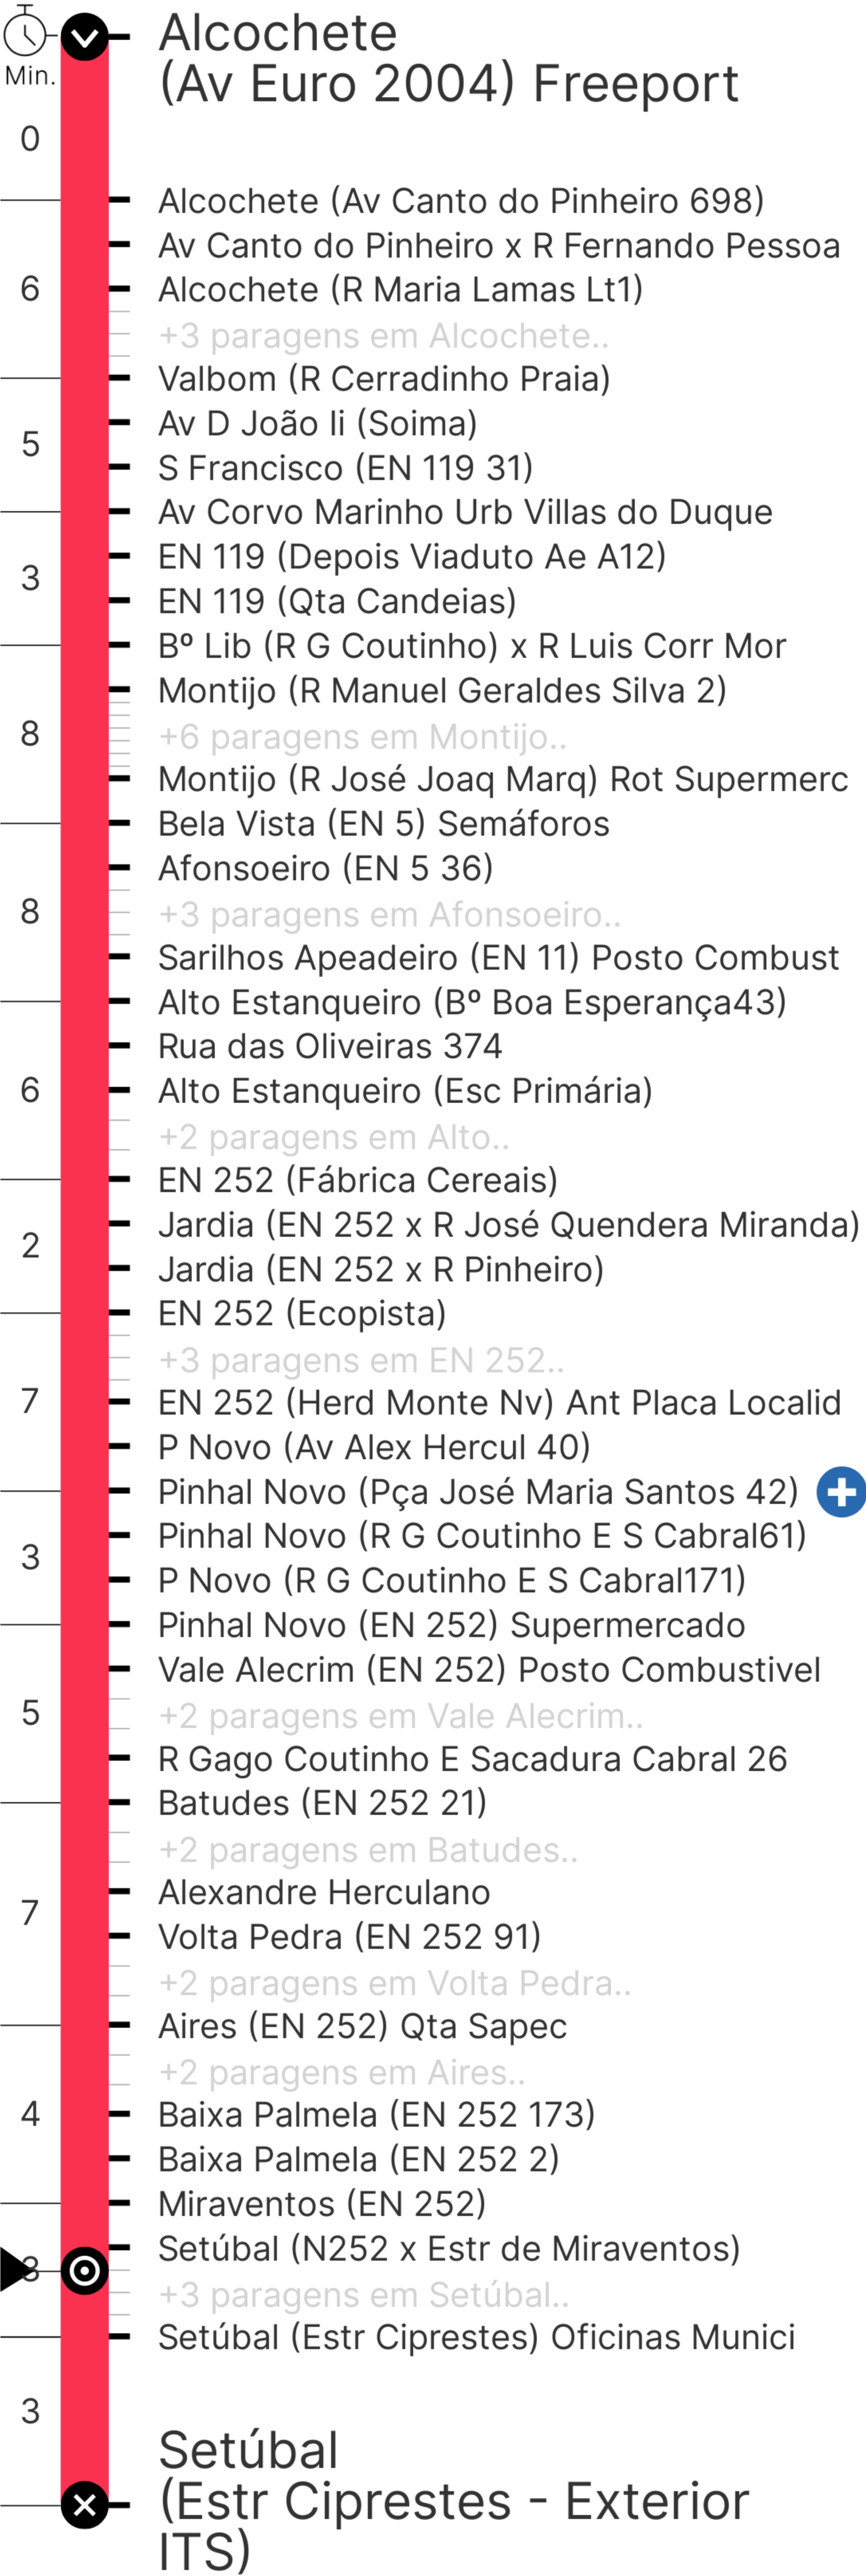 Alcochete
(Av Euro 2004) Freeport
Min.
0
Alcochete (Av Canto do Pinheiro 698)
Av Canto do Pinheiro x R Fernando Pessoa
6
Alcochete (R Maria Lamas Lt1)
+3 paragens em Alcochete..
Valbom (R Cerradinho Praia)
Av D João Ii (Soima)
5
S Francisco (EN 119 31)
Av Corvo Marinho Urb Villas do Duque
EN 119 (Depois Viaduto Ae A12)
3
EN 119 (Qta Candeias)
Bº Lib (R G Coutinho) x R Luis Corr Mor
Montijo (R Manuel Geraldes Silva 2)
8
+6 paragens em Montijo..
Montijo (R José Joaq Marq) Rot Supermerc
Bela Vista (EN 5) Semáforos
Afonsoeiro (EN 5 36)
8
+3 paragens em Afonsoeiro..
Sarilhos Apeadeiro (EN 11) Posto Combust
Alto Estanqueiro (Bº Boa Esperança43)
Rua das Oliveiras 374
6
Alto Estanqueiro (Esc Primária)
+2 paragens em Alto..
EN 252 (Fábrica Cereais)
Jardia (EN 252 x R José Quendera Miranda)
2
Jardia (EN 252 x R Pinheiro)
EN 252 (Ecopista)
+3 paragens em EN 252..
7
EN 252 (Herd Monte Nv) Ant Placa Localid
P Novo (Av Alex Hercul 40)
Pinhal Novo (Pça José Maria Santos 42)
Pinhal Novo (R G Coutinho E S Cabral61)
3
P Novo (R G Coutinho E S Cabral171)
Pinhal Novo (EN 252) Supermercado
Vale Alecrim (EN 252) Posto Combustivel
5
+2 paragens em Vale Alecrim..
R Gago Coutinho E Sacadura Cabral 26
Batudes (EN 252 21)
+2 paragens em Batudes..
Alexandre Herculano
7
Volta Pedra (EN 252 91)
+2 paragens em Volta Pedra..
Aires (EN 252) Qta Sapec
+2 paragens em Aires..
4
Baixa Palmela (EN 252 173)
Baixa Palmela (EN 252 2)
Miraventos (EN 252)
Setúbal (N252 x Estr de Miraventos)
3
+3 paragens em Setúbal..
Setúbal (Estr Ciprestes) Oficinas Munici
3
Setúbal
(Estr Ciprestes - Exterior
ITS)